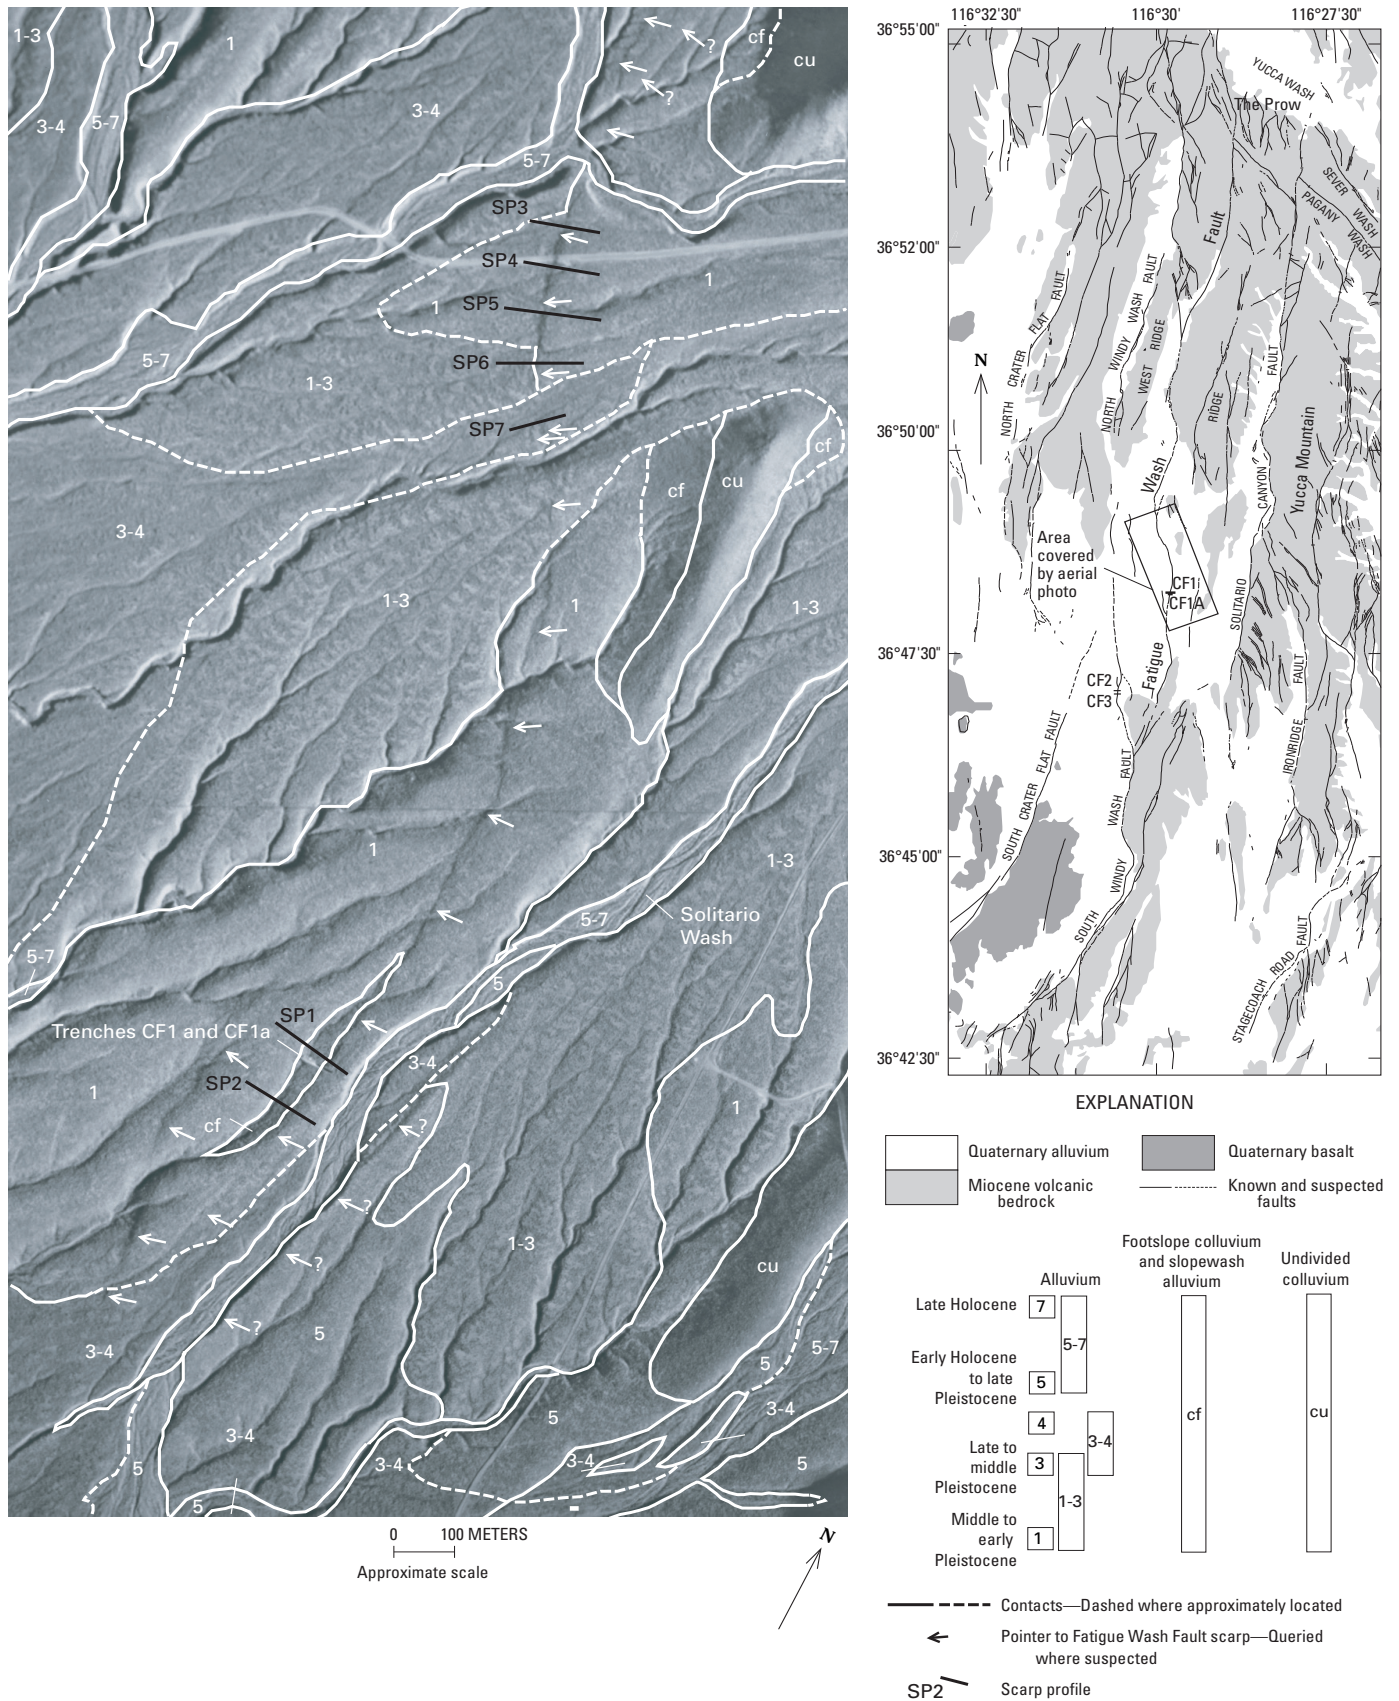 1-3
1
3-4
5-7
3-4
?
?
cf
cu
5-7
SP3
SP4
SP5
SP6
SP7
1
1
5-7
1-3
cf
cu
cf
3-4
1-3
1
1-3
1
1-3
5-7
Solitario
Wash
5-7
5
Trenches CF1 and CF1a
SP1
SP2
3-4
1
1
cf
?
?
?
?
1-3
cu
3-4
5
5
5-7
3-4
5
3-4
3-4
5
5
5
0 100 METERS
Approximate scale
N
116°32'30" 116°30' 116°27'30"
36°55'00"
36°52'00"
36°50'00"
36°47'30"
36°45'00"
36°42'30"
YUCCA WASH
The Prow
SEVER WASH
PAGANY WASH
Fault
NORTH CRATER FLAT FAULT
NORTH WINDY WASH FAULT
WEST RIDGE
RIDGE
N
Wash
SOLITARIO CANYON FAULT
Yucca Mountain
Area
covered
by aerial
photo
CF1
CF1A
Fatigue
CF2
CF3
SOUTH CRATER FLAT FAULT
SOUTH WINDY WASH FAULT
IRONRIDGE FAULT
STAGECOACH ROAD FAULT
EXPLANATION
Quaternary alluvium
Quaternary basalt
Miocene volcanic
bedrock
Known and suspected
faults
Alluvium
Footslope colluvium
and slopewash
alluvium
Undivided
colluvium
Late Holocene
7
5-7
Early Holocene
to late
Pleistocene
5
4
3-4
Late to
middle
Pleistocene
3
1-3
Middle to
early
Pleistocene
1
cf
cu
Contacts—Dashed where approximately located
Pointer to Fatigue Wash Fault scarp—Queried
where suspected
SP2 Scarp profile